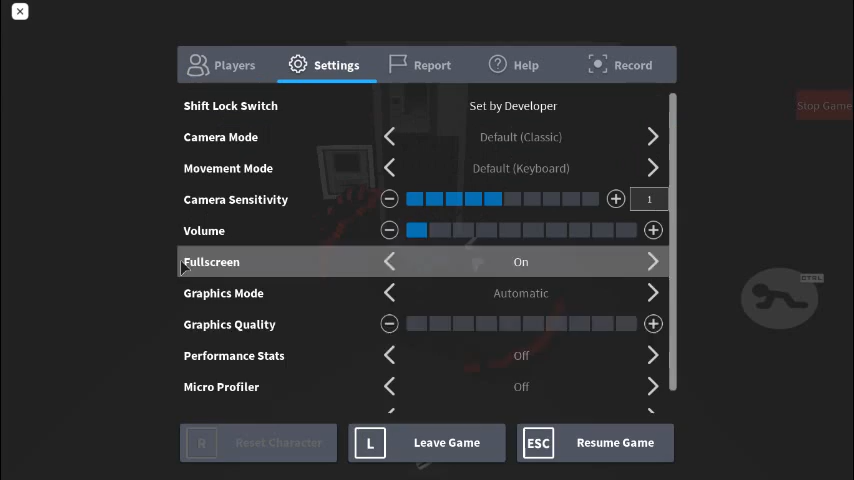 Players Settings Report Help Record
Shift Lock Switch Set by Developer
Stop Game
Camera Mode Default (Classic)
Movement Mode Default (Keyboard)
Camera Sensitivity 1
Volume
Fullscreen On
CTRL
Graphics Mode Automatic
Graphics Quality
Performance Stats Off
Micro Profiler Off
R Reset Character L Leave Game ESC Resume Game